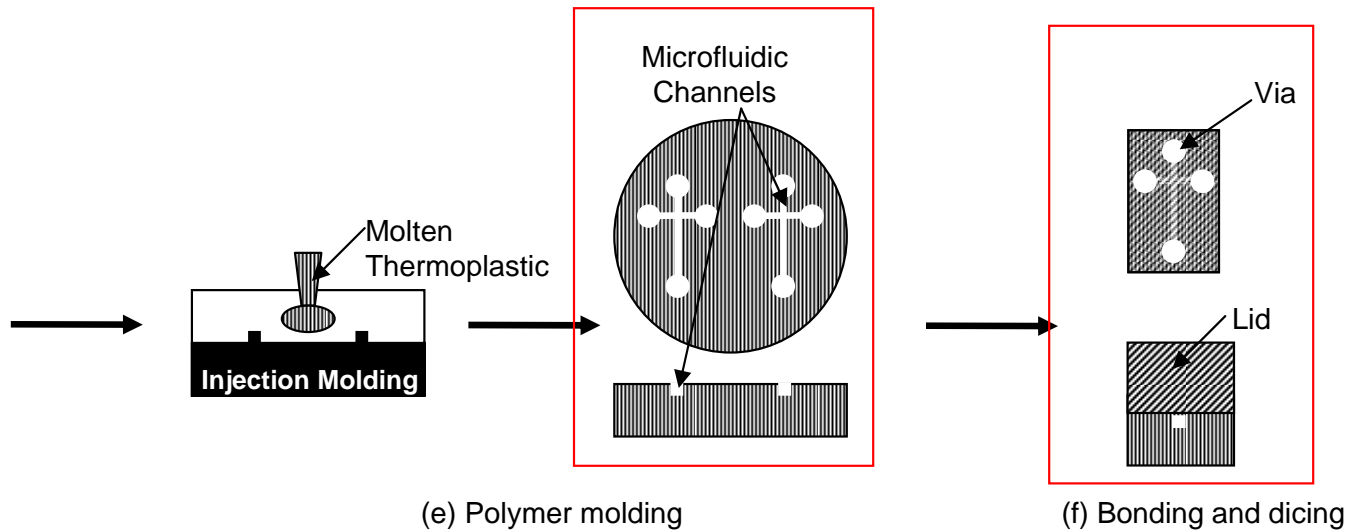 Microfluidic
Channels
Via
Molten
Thermoplastic
Lid
Injection Molding
(e) Polymer molding
(f) Bonding and dicing